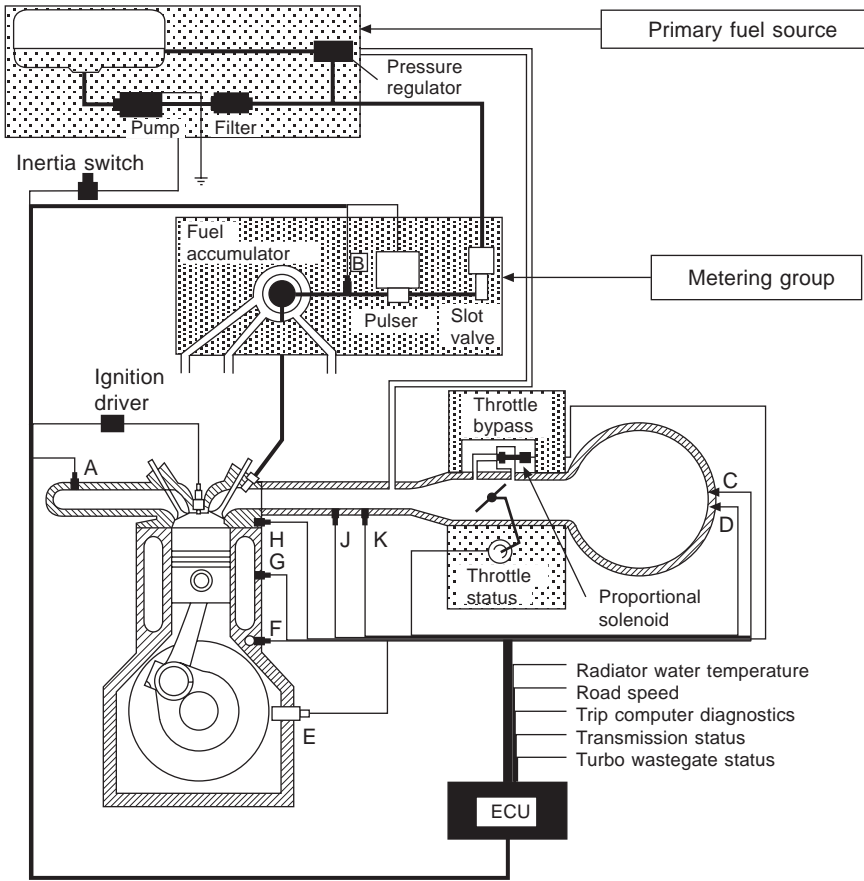 Primary fuel source
Pressure
regulator
Pump
Filter
Inertia switch
Fuel
accumulator
B
Metering group
Pulser
Slot
valve
Ignition
driver
Throttle
bypass
A
C
D
H
J
K
G
Throttle
status
Proportional
solenoid
F
E
Radiator water temperature
Road speed
Trip computer diagnostics
Transmission status
Turbo wastegate status
ECU